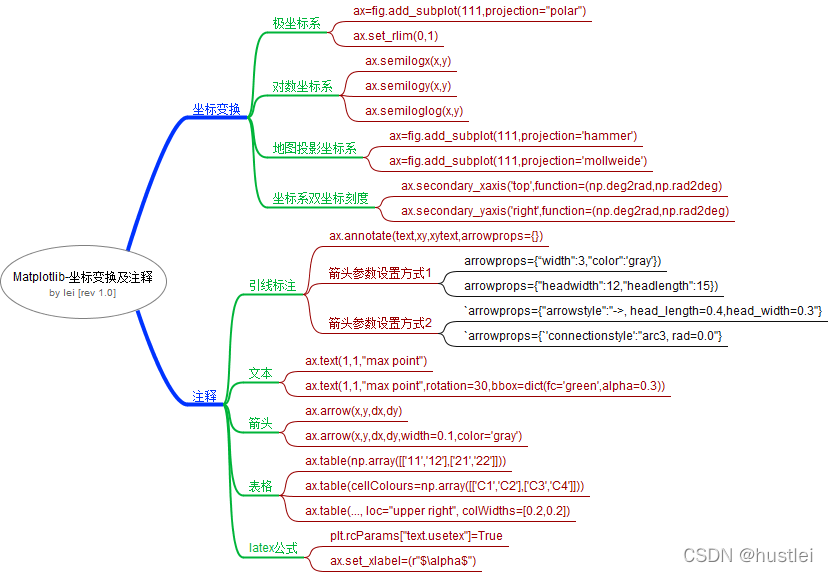 Matplotlib-坐标变换及注释
by lei [rev 1.0]
坐标变换
极坐标系
ax=fig.add_subplot(111,projection="polar")
ax.set_rlim(0,1)
对数坐标系
ax.semilogx(x,y)
ax.semilogy(x,y)
ax.semiloglog(x,y)
地图投影坐标系
ax=fig.add_subplot(111,projection='hammer')
ax=fig.add_subplot(111,projection='mollweide')
坐标系双坐标刻度
ax.secondary_xaxis('top',function=(np.deg2rad,np.rad2deg)
ax.secondary_yaxis('right',function=(np.deg2rad,np.rad2deg)
注释
引线标注
ax.annotate(text,xy,xytext,arrowprops={})
箭头参数设置方式1
arrowprops={“width":3,"color":'gray'})
arrowprops={"headwidth":12,"headlength":15})
箭头参数设置方式2
`arrowprops={"arrowstyle":"->, head_length=0.4,head_width=0.3"}
`arrowprops={`'connectionstyle':"arc3, rad=0.0"}
文本
ax.text(1,1,"max point")
ax.text(1,1,"max point",rotation=30,bbox=dict(fc='green',alpha=0.3))
箭头
ax.arrow(x,y,dx,dy)
ax.arrow(x,y,dx,dy,width=0.1,color='gray')
表格
ax.table(np.array([['11','12'],['21','22']]))
ax.table(cellColours=np.array([['C1','C2'],['C3','C4']]))
ax.table(..., loc="upper right", colWidths=[0.2,0.2])
latex公式
plt.rcParams["text.usetex"]=True
ax.set_xlabel=(r"$\alpha$")
CSDN @hustlei